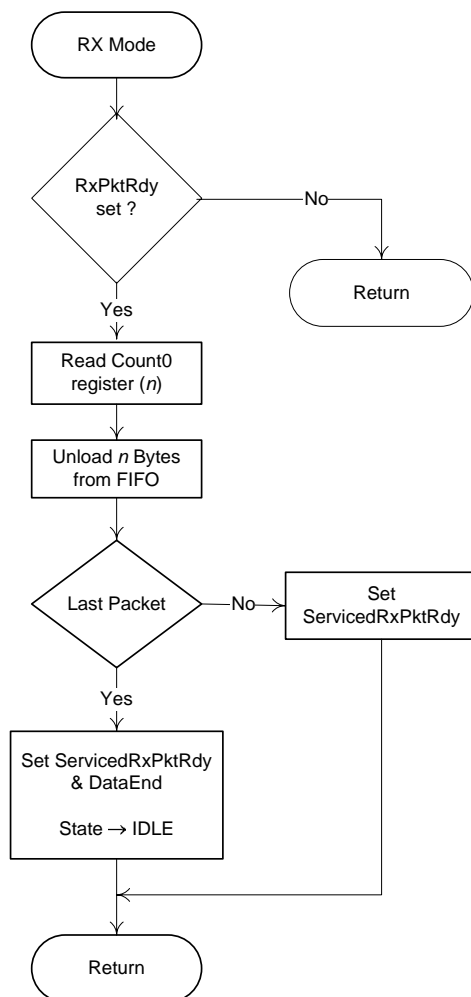 RX Mode
RxPktRdy
set ?
No
Return
Yes
Read Count0
register (n)
Unload n Bytes
from FIFO
Last Packet
No
Set
ServicedRxPktRdy
Yes
Set ServicedRxPktRdy
& DataEnd
State → IDLE
Return